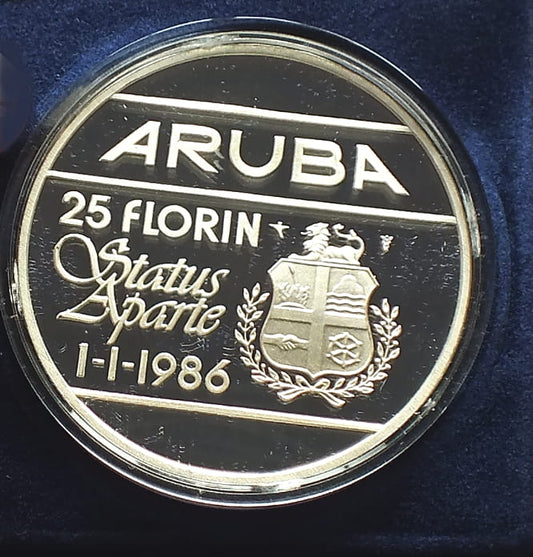 ARUBA
25 FLORIN
Status
Aparte
1-1-1986